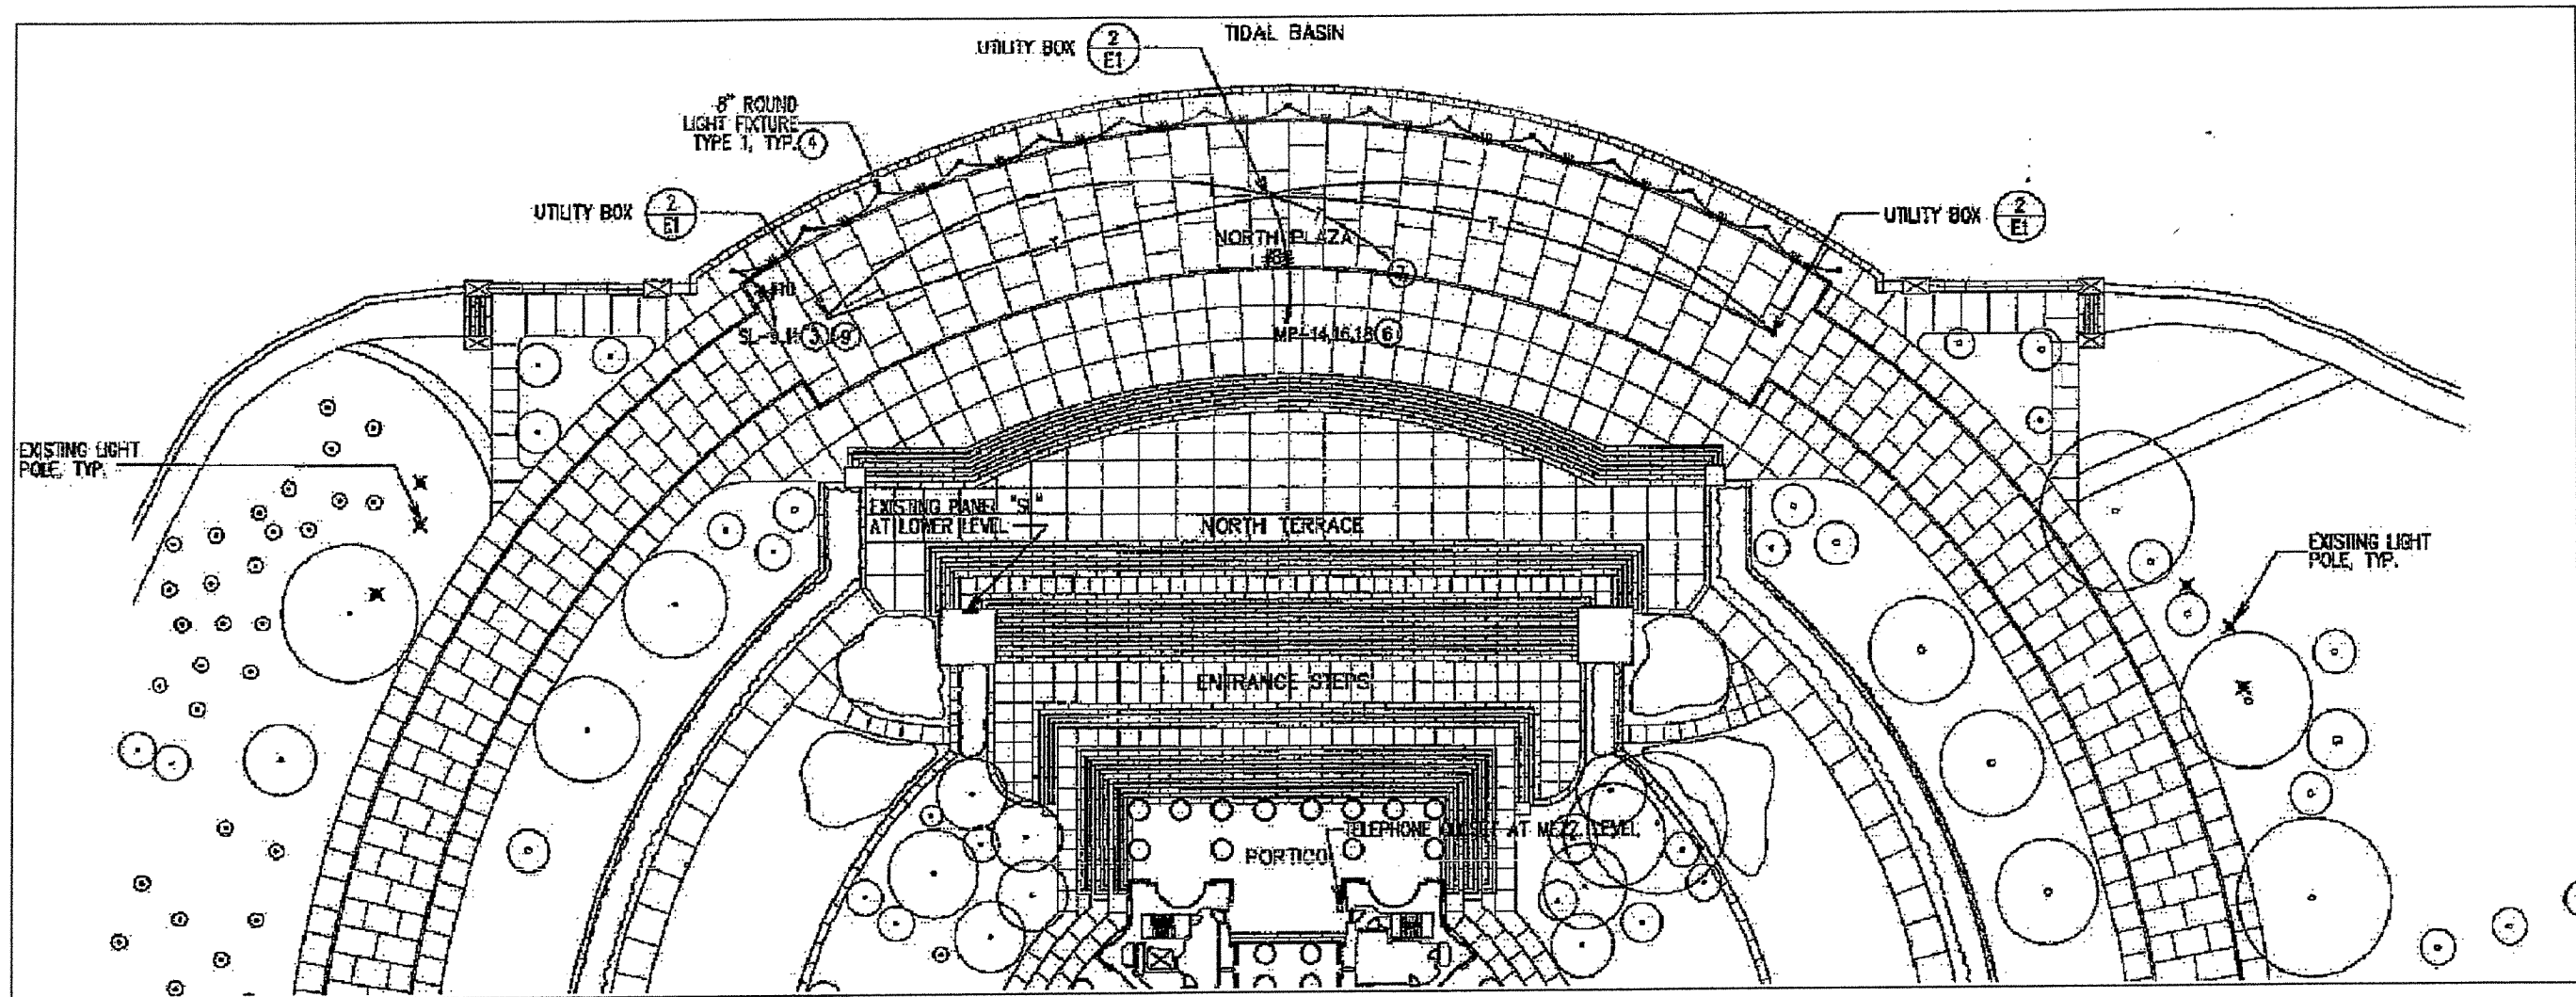 TIDAL BASIN
UTILITY BOX 2
E1
8" ROUND
LIGHT FIXTURE
TYPE 1, TYP. 4
UTILITY BOX 2
E1
UTILITY BOX 2
E1
T
T
NORTH PLAZA
#8
7
#10
SL-9,11 3 9
MP-14,16,18 6
EXISTING LIGHT
POLE, TYP.
EXISTING PANEL
AT LOWER LEVEL
NORTH TERRACE
EXISTING LIGHT
POLE, TYP.
ENTRANCE STEPS
TELEPHONE CLOSET AT MEZZ. LEVEL
PORTICO